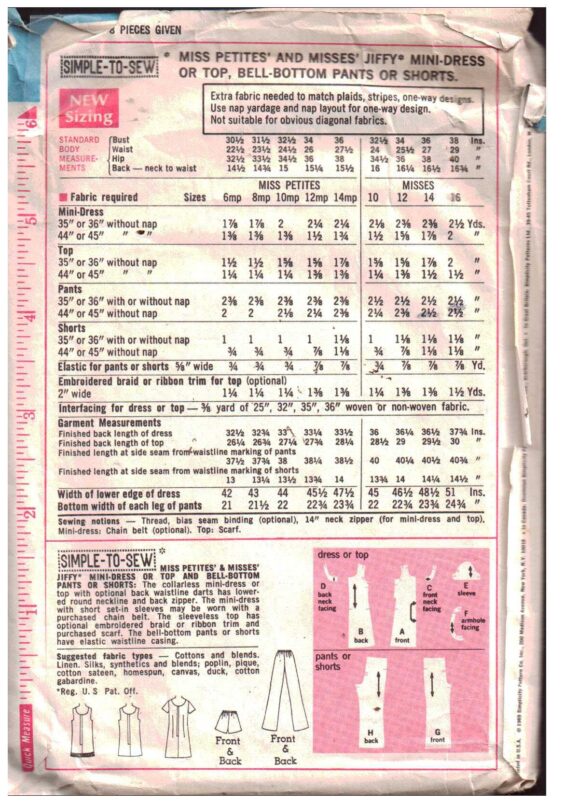 8 PIECES GIVEN
SIMPLE-TO-SEW* MISS PETITES' AND MISSES' JIFFY* MINI-DRESS
OR TOP, BELL-BOTTOM PANTS OR SHORTS.
NEW
Sizing
Extra fabric needed to match plaids, stripes, one-way designs.
Use nap yardage and nap layout for one-way design.
Not suitable for obvious diagonal fabrics.
STANDARD Bust 30½ 31½ 32½ 34 36 32½ 34 36 38 Ins.
BODY Waist 22½ 23½ 24½ 26 27½ 24 25½ 27 29 "
MEASURE- Hip 32½ 33½ 34½ 36 38 34½ 36 38 40 "
MENTS Back – neck to waist 14½ 14¾ 15 15¼ 15½ 16 16¼ 16½ 16¾ "
MISS PETITES MISSES
Fabric required Sizes 6mp 8mp 10mp 12mp 14mp 10 12 14 16
Mini-Dress
35" or 36" without nap 1⅞ 1⅞ 2 2¼ 2¼ 2⅛ 2⅜ 2⅜ 2½ Yds.
44" or 45" " " 1⅜ 1⅜ 1⅜ 1½ 1¾ 1½ 1⅝ 1⅞ 2 "
Top
35" or 36" without nap 1½ 1½ 1⅝ 1⅝ 1⅞ 1⅝ 1⅝ 1⅞ 2 "
44" or 45" " " 1¼ 1¼ 1¼ 1⅜ 1⅜ 1¼ 1⅜ 1½ 1½ "
Pants
35" or 36" with or without nap 2⅜ 2⅜ 2⅜ 2⅜ 2⅜ 2½ 2½ 2½ 2½ "
44" or 45" without nap 2 2 2⅛ 2¼ 2⅜ 2¼ 2⅜ 2½ 2½ "
Shorts
35" or 36" with or without nap 1 1 1 1 1⅛ 1 1⅛ 1⅛ 1⅛ "
44" or 45" without nap ¾ ¾ ¾ ⅞ 1⅛ ¾ ⅞ 1⅛ 1⅛ "
Elastic for pants or shorts ⅝" wide ¾ ¾ ¾ ⅞ ⅞ ¾ ⅞ ⅞ ⅞ Yd.
Embroidered braid or ribbon trim for top (optional)
2" wide 1¼ 1¼ 1¼ 1⅜ 1⅜ 1¼ 1⅜ 1⅜ 1½ Yds.
Interfacing for dress or top – ⅜ yard of 25", 32", 35", 36" woven or non-woven fabric.
Garment Measurements
Finished back length of dress 32½ 32¾ 33 33¼ 33½ 36 36¼ 36½ 37¾ Ins.
Finished back length of top 26¼ 26¾ 27¼ 27¾ 28¼ 28½ 29 29½ 30 "
Finished length at side seam from waistline marking of pants
37½ 37¾ 38 38¼ 38½ 40 40¼ 40½ 40¾ "
Finished length at side seam from waistline marking of shorts
13 13¼ 13½ 13¾ 14 13¾ 14 14¼ 14½ "
Width of lower edge of dress 42 43 44 45½ 47½ 45 46½ 48½ 51 Ins.
Bottom width of each leg of pants 21 21½ 22 22¾ 23¾ 22 22¾ 23¾ 24¾ "
Sewing notions – Thread, bias seam binding (optional), 14" neck zipper (for mini-dress and top).
Mini-dress: Chain belt (optional). Top: Scarf.
SIMPLE-TO-SEW*
MISS PETITES' & MISSES'
JIFFY* MINI-DRESS OR TOP AND BELL-BOTTOM
PANTS OR SHORTS: The collarless mini-dress or
top with optional back waistline darts has lower-
ed round neckline and back zipper. The mini-dress
with short set-in sleeves may be worn with a
purchased chain belt. The sleeveless top has
optional embroidered braid or ribbon trim and
purchased scarf. The bell-bottom pants or shorts
have elastic waistline casing.
Suggested fabric types – Cottons and blends.
Linen. Silks, synthetics and blends; poplin, pique,
cotton sateen, homespun, canvas, duck, cotton
gabardine.
*Reg. U.S Pat. Off.
Front
&
Back
Front
&
Back
dress or top
D
back
neck
facing
B
back
A
front
C
front
neck
facing
E
sleeve
F
armhole
facing
pants or
shorts
H
back
G
front
6
5
4
3
2
1
Quick Measure